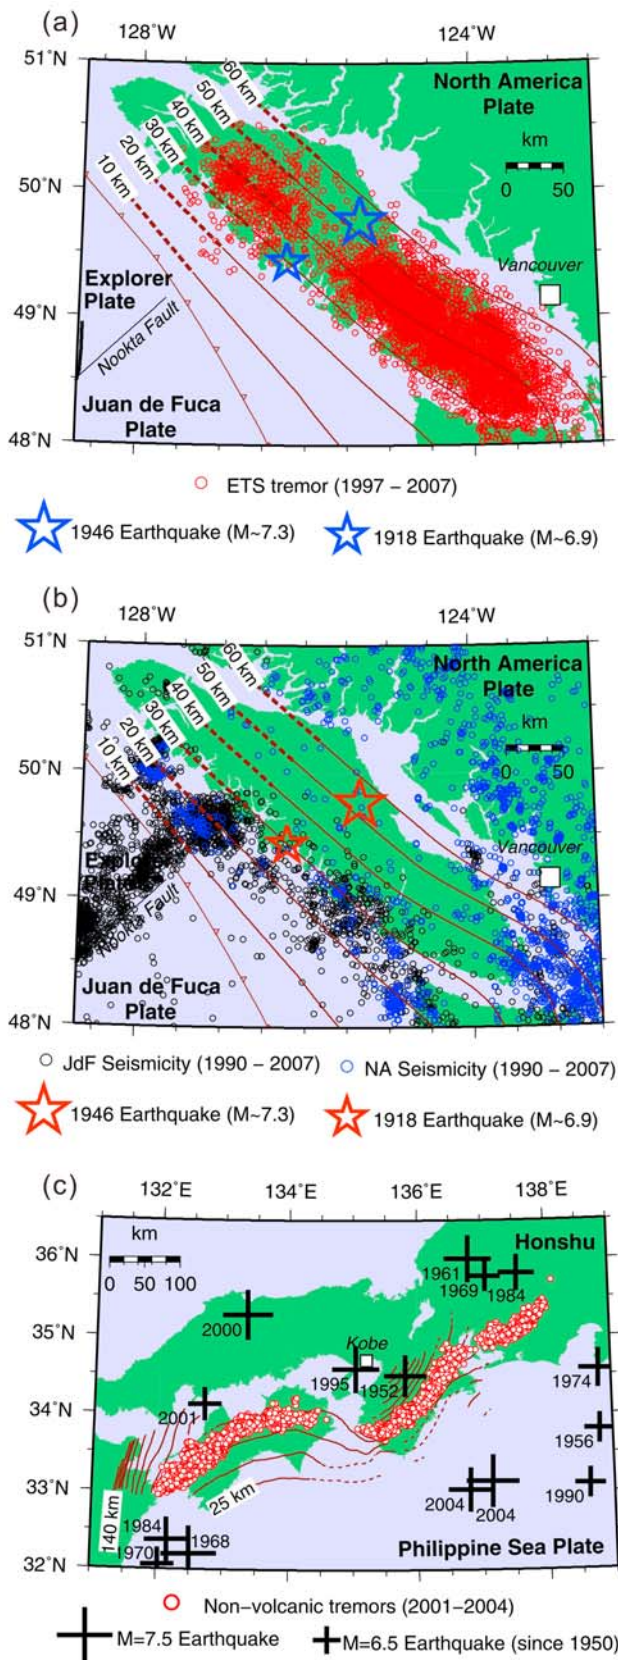 (a)
128°W
124°W
51°N
60 km
50 km
40 km
30 km
20 km
10 km
North America
Plate
km
0 50
50°N
Vancouver
Explorer
Plate
Nootka Fault
49°N
Juan de Fuca
Plate
48°N
ETS tremor (1997 – 2007)
1946 Earthquake (M~7.3)
1918 Earthquake (M~6.9)
(b)
128°W
124°W
51°N
60 km
50 km
40 km
30 km
20 km
10 km
North America
Plate
km
0 50
50°N
Vancouver
Explorer
Plate
Nootka Fault
49°N
Juan de Fuca
Plate
48°N
JdF Seismicity (1990 – 2007)
NA Seismicity (1990 – 2007)
1946 Earthquake (M~7.3)
1918 Earthquake (M~6.9)
(c)
132°E
134°E
136°E
138°E
km
0 50 100
36°N
Honshu
1961
1969
1984
2000
35°N
Kobe
1995
1952
1974
34°N
2001
1956
33°N
25 km
140 km
2004
2004
1990
1984
1968
1970
32°N
Philippine Sea Plate
Non–volcanic tremors (2001–2004)
M=7.5 Earthquake
M=6.5 Earthquake (since 1950)